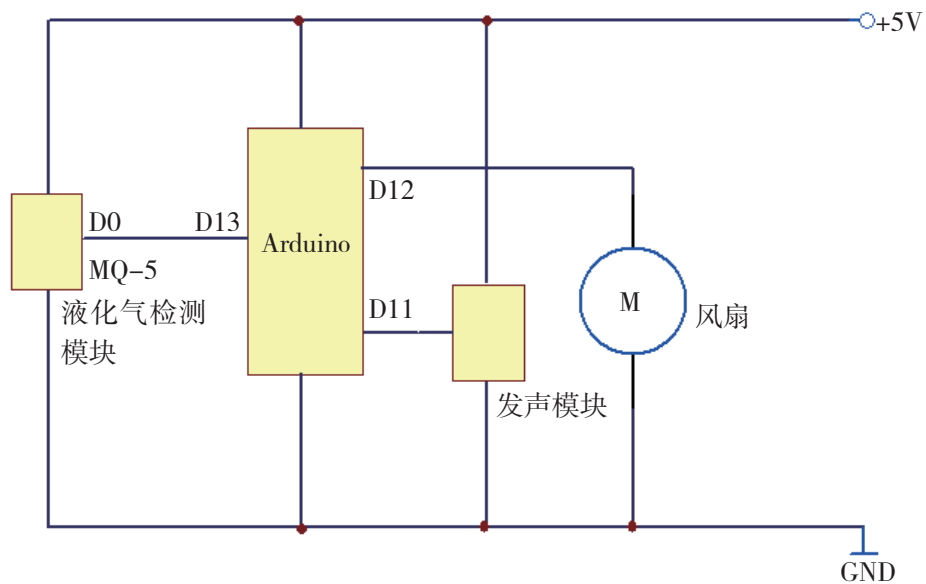 +5V
D12
D0
D13
Arduino
MQ-5
液化气检测
模块
D11
M
风扇
发声模块
GND